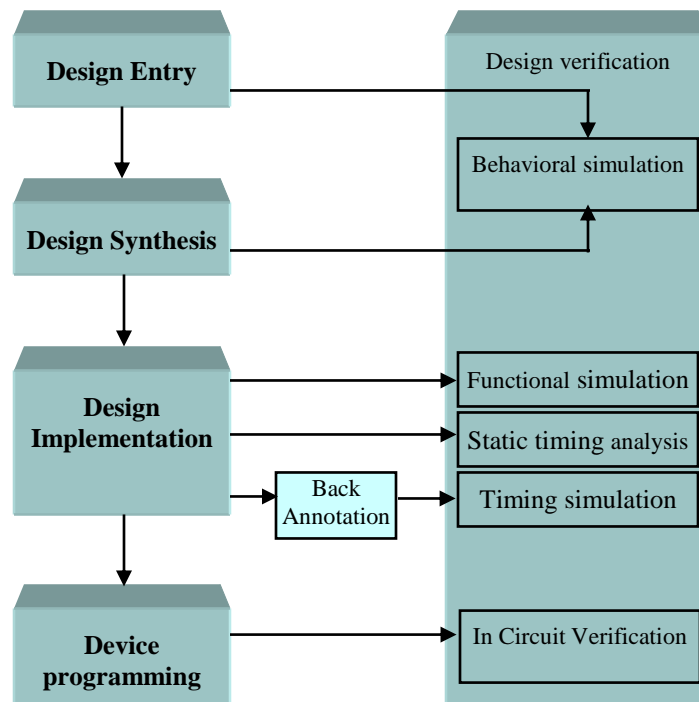 Design Entry
Design verification
Behavioral simulation
Design Synthesis
Design
Implementation
Functional simulation
Static timing analysis
Back
Annotation
Timing simulation
Device
programming
In Circuit Verification